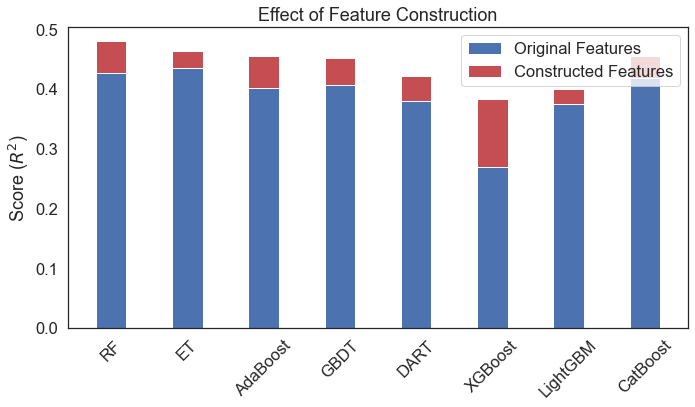 Effect of Feature Construction
Original Features
Constructed Features
Score (R²)
0.5
0.4
0.3
0.2
0.1
0.0
RF
ET
AdaBoost
GBDT
DART
XGBoost
LightGBM
CatBoost